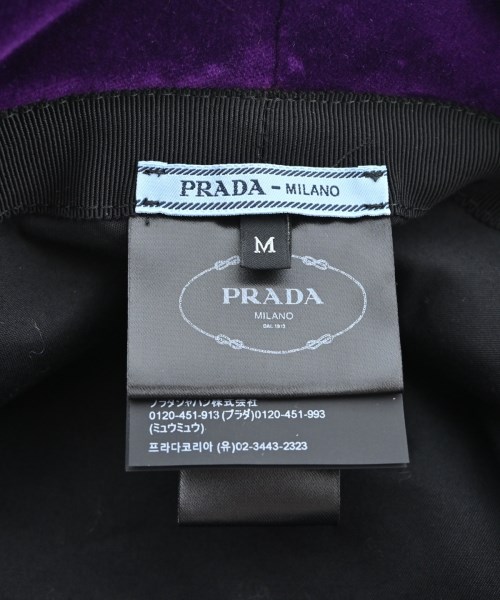 PRADA - MILANO
M
PRADA
MILANO
DAL 1913
プラダジャパン株式会社
0120-451-913 (プラダ)0120-451-993
(ミュウミュウ)
프라다코리아 (유)02-3443-2323